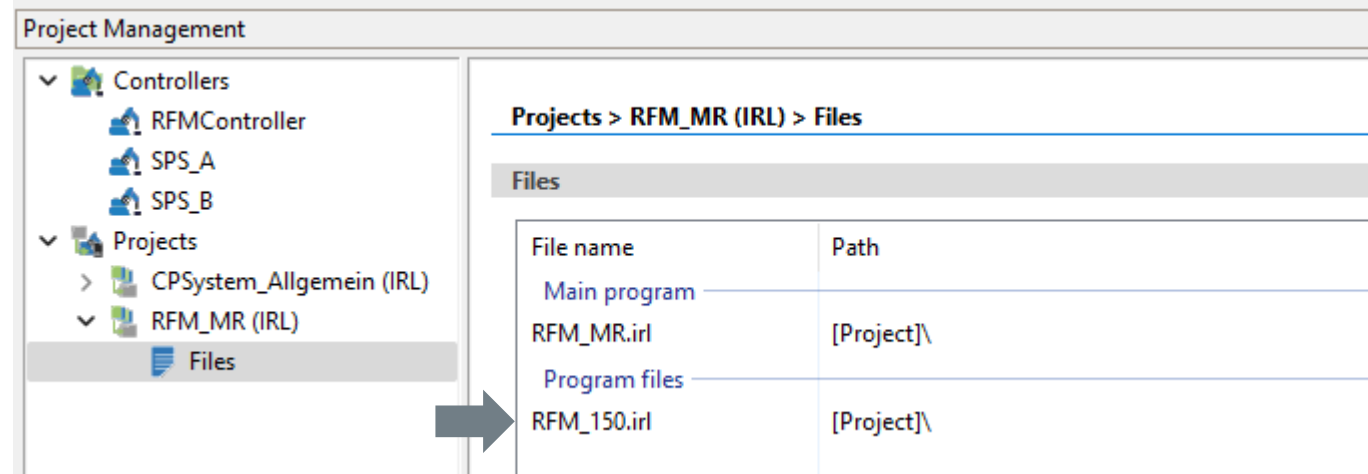 Project Management
Controllers
RFMController
SPS_A
SPS_B
Projects
CPSystem_Allgemein (IRL)
RFM_MR (IRL)
Files
Projects > RFM_MR (IRL) > Files
Files
File name Path
Main program
RFM_MR.irl [Project]\
Program files
RFM_150.irl [Project]\